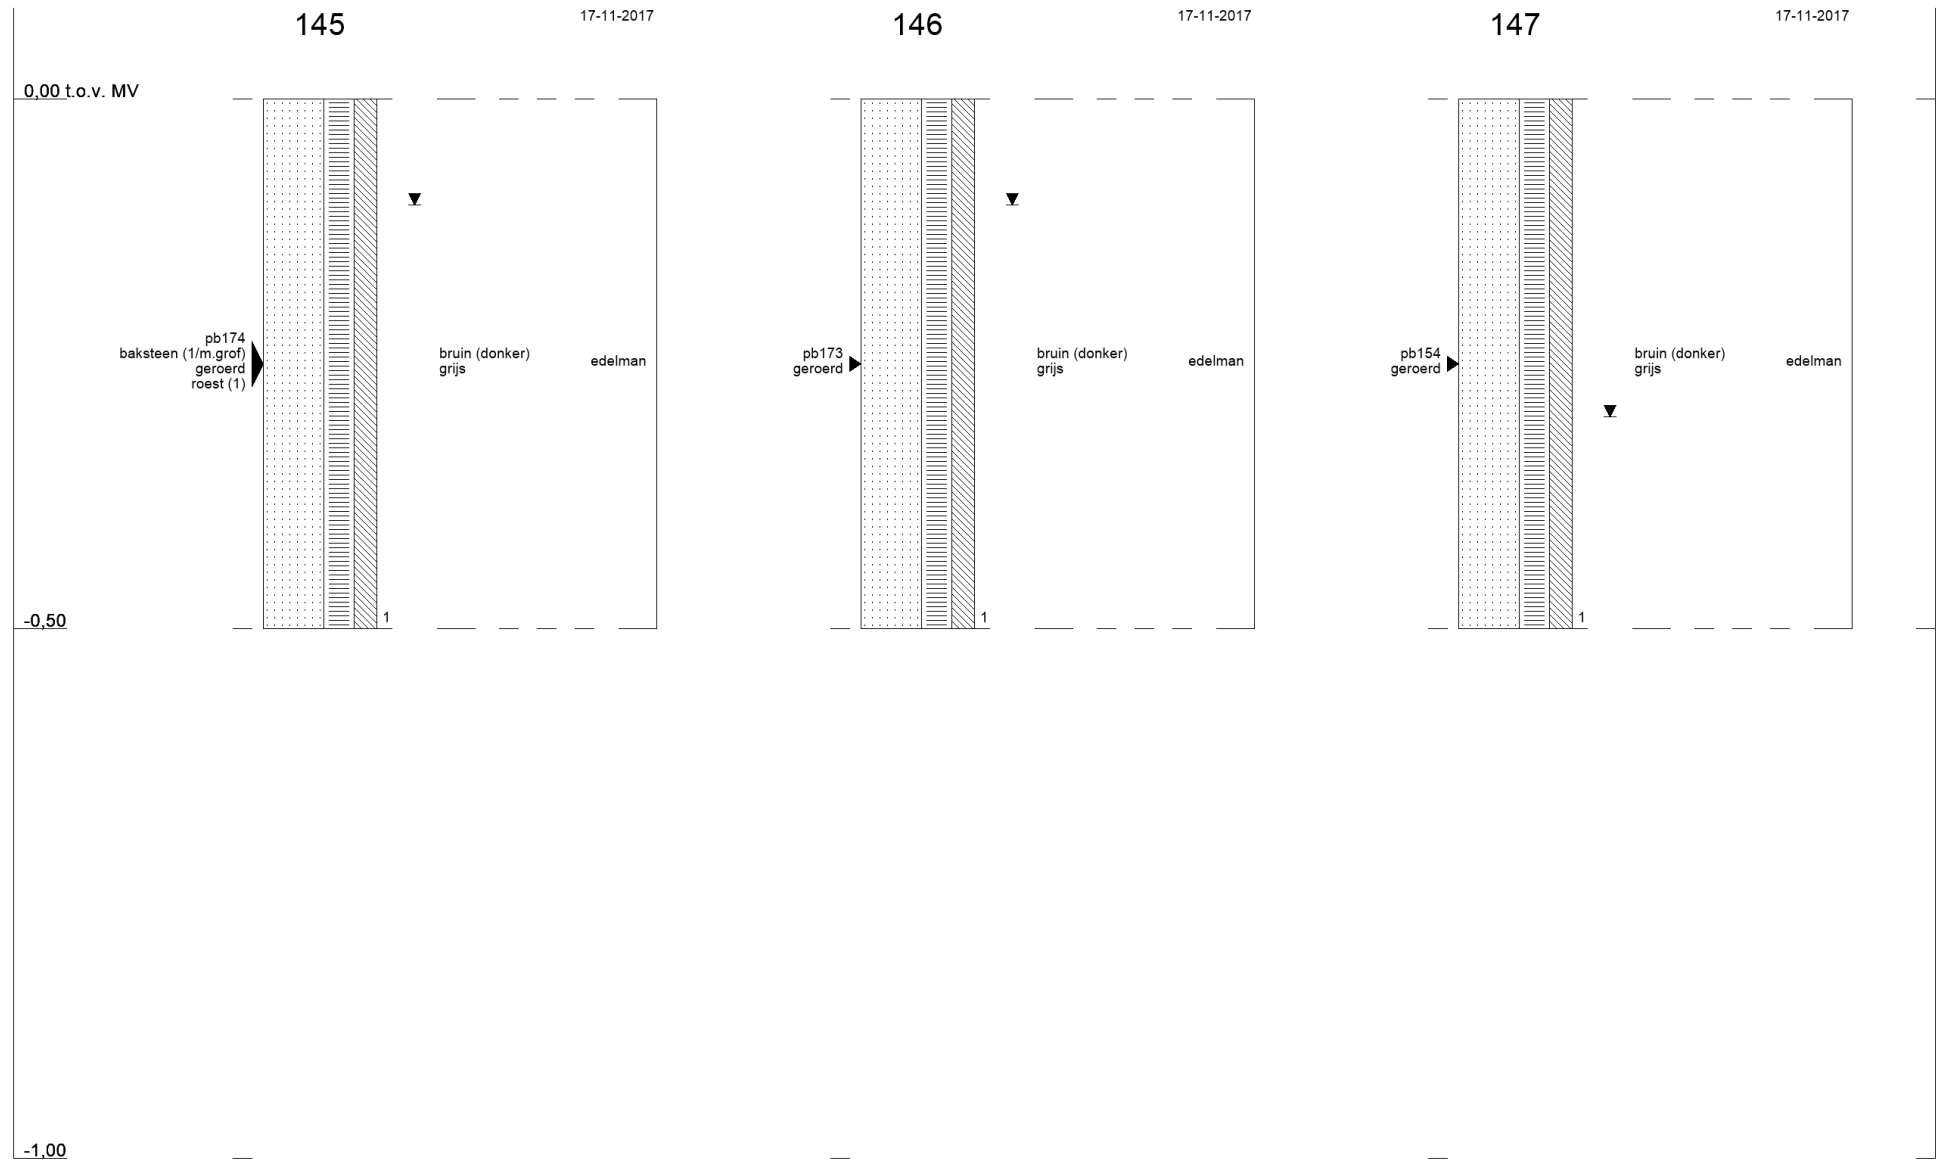 145
17-11-2017
146
17-11-2017
147
17-11-2017
0,00 t.o.v. MV
pb174
baksteen (1/m.grof)
geroerd
roest (1)
bruin (donker)
grijs
edelman
1
pb173
geroerd
bruin (donker)
grijs
edelman
1
pb154
geroerd
bruin (donker)
grijs
edelman
1
-0,50
-1,00